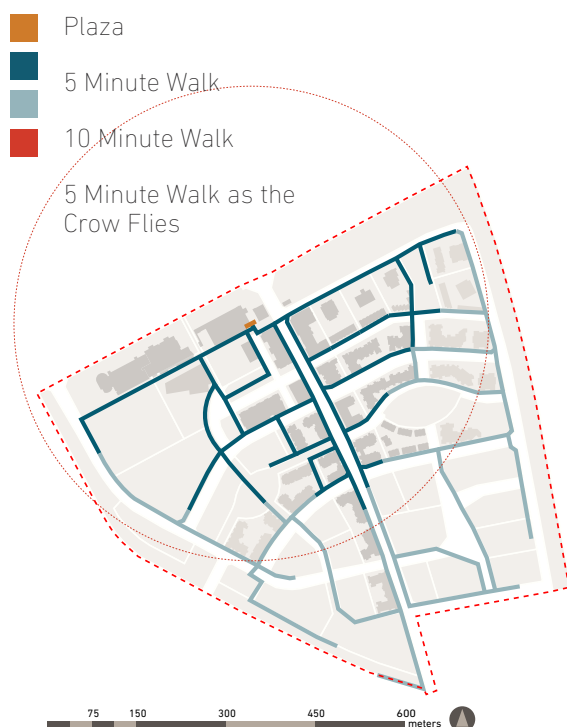 Plaza
5 Minute Walk
10 Minute Walk
5 Minute Walk as the
Crow Flies
75 150 300 450 600
meters